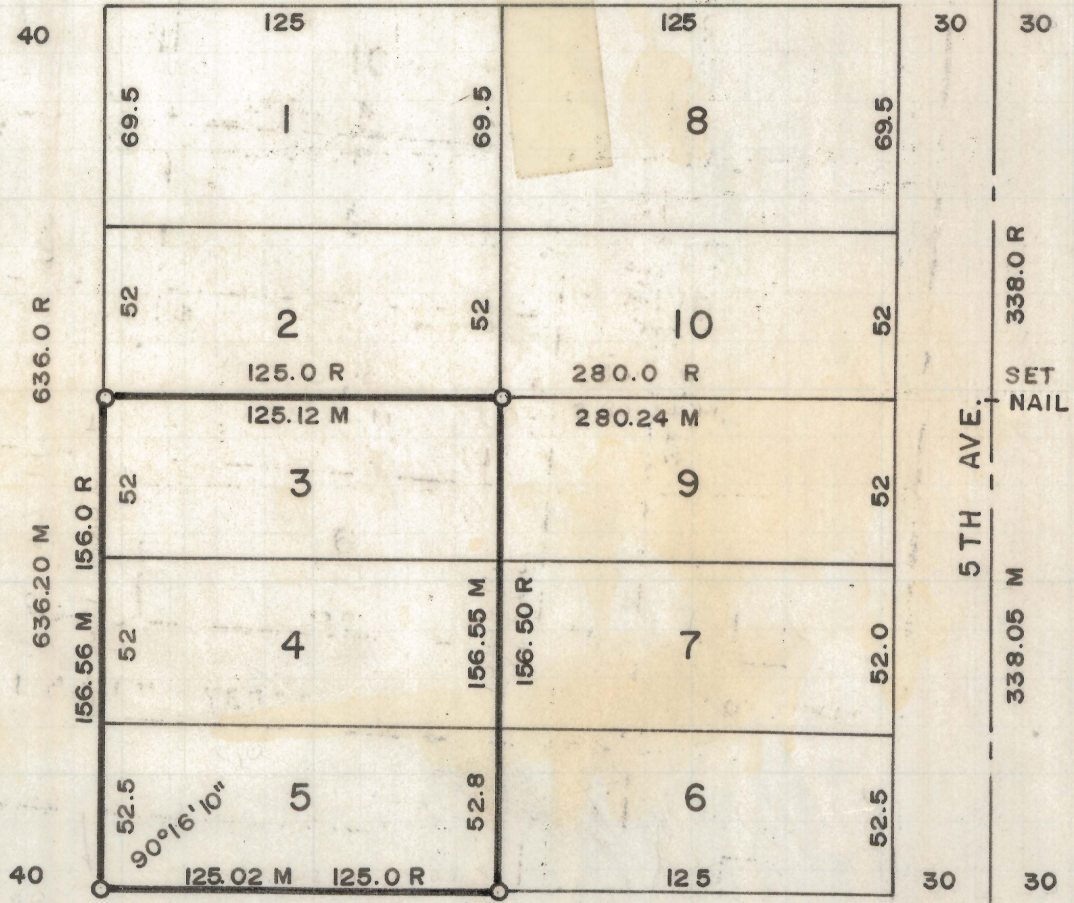 40
125
125
30
30
69.5
1
69.5
8
69.5
636.0 R
52
2
52
10
52
338.0 R
125.0 R
280.0 R
SET
NAIL
125.12 M
280.24 M
5TH AVE.
156.0 R
52
3
9
52
636.20 M
156.56 M
52
4
156.55 M
156.50 R
7
52.0
338.05 M
52.5
90°16'10"
5
52.8
6
52.5
40
125.02 M 125.0 R
125
30
30